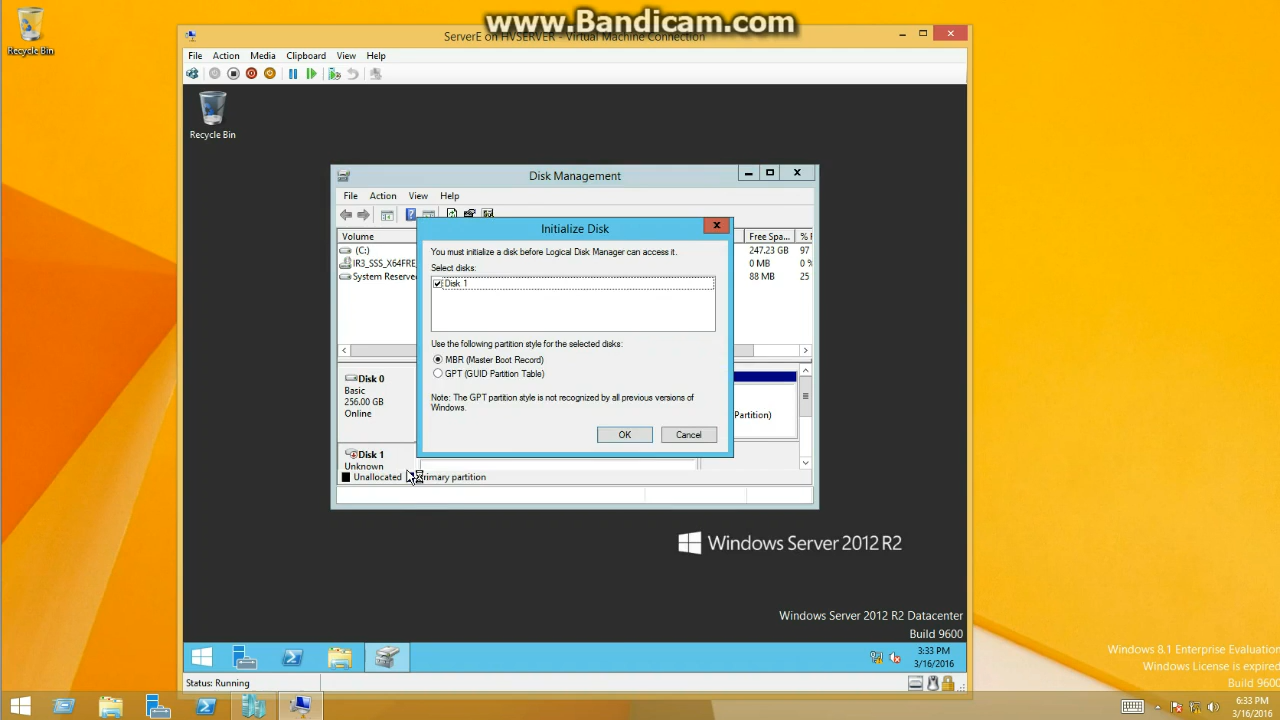 www.Bandicam.com
Recycle Bin
ServerE on HVSERVER - Virtual Machine Connection
File Action Media Clipboard View Help
Recycle Bin
Disk Management
File Action View Help
Initialize Disk
Volume
Free Spa... %
(C:)
247.23 GB 97
IR3_SSS_X64FRE_
0 MB 0 %
System Reserve
88 MB 25
You must initialize a disk before Logical Disk Manager can access it.
Select disks:
Disk 1
Use the following partition style for the selected disks:
MBR (Master Boot Record)
GPT (GUID Partition Table)
Note: The GPT partition style is not recognized by all previous versions of
Windows.
OK Cancel
Disk 0
Basic
256.00 GB
Online
Partition)
Disk 1
Unknown
Unallocated rimary partition
Windows Server 2012 R2
Windows Server 2012 R2 Datacenter
Build 9600
3:33 PM
3/16/2016
Status: Running
Windows 8.1 Enterprise Evaluation
Windows License is expired
Build 9600
6:33 PM
3/16/2016